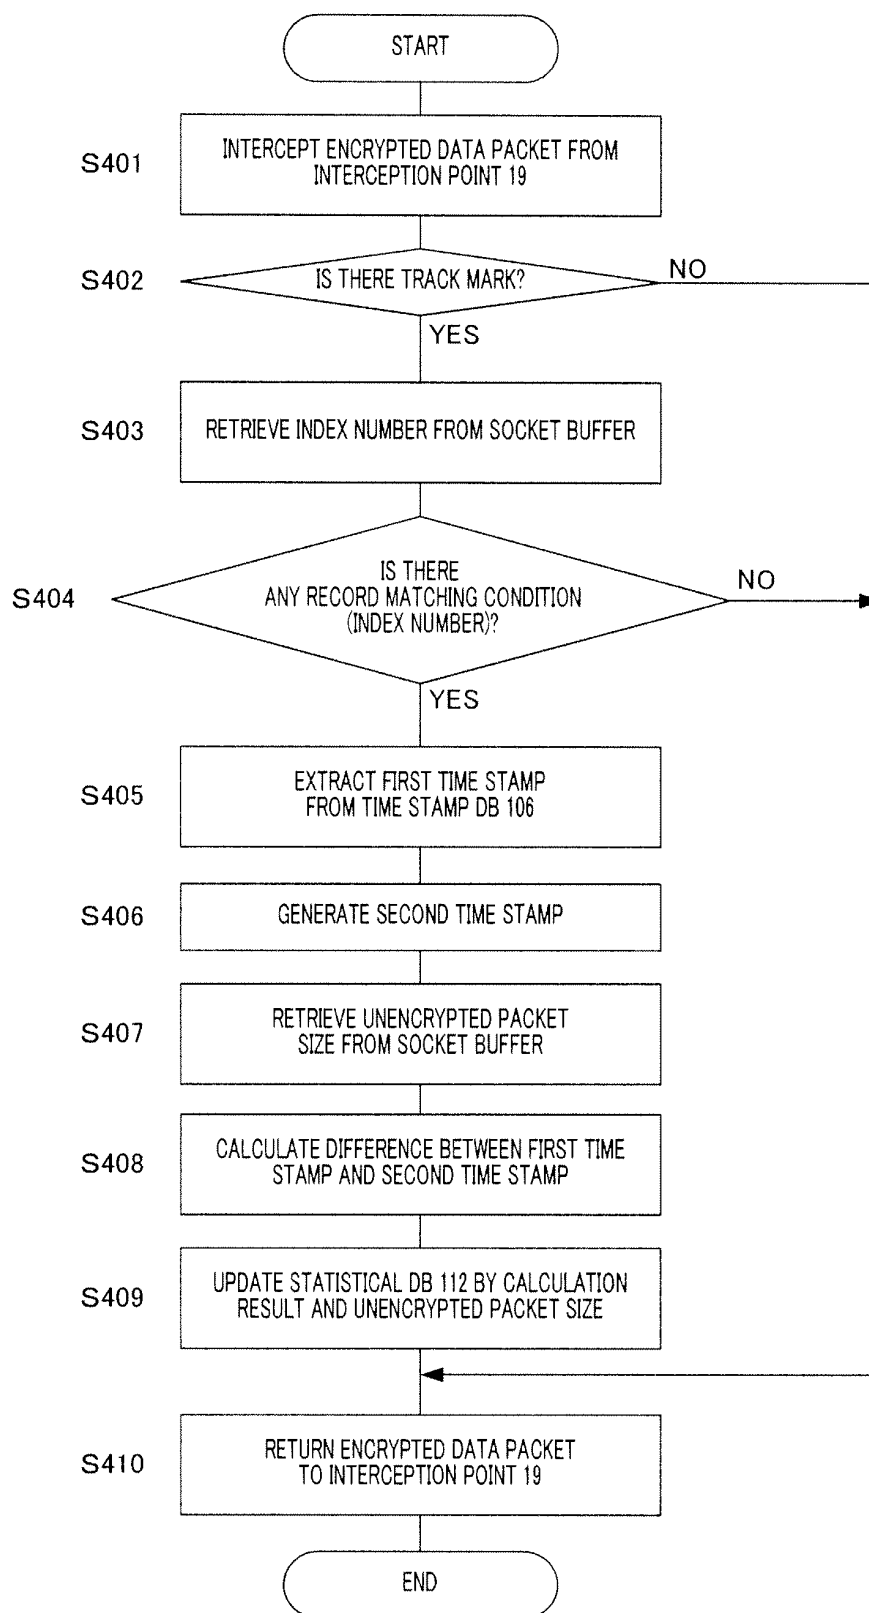 START
S401
INTERCEPT ENCRYPTED DATA PACKET FROM
INTERCEPTION POINT 19
S402
IS THERE TRACK MARK?
NO
YES
S403
RETRIEVE INDEX NUMBER FROM SOCKET BUFFER
S404
IS THERE
ANY RECORD MATCHING CONDITION
(INDEX NUMBER)?
NO
YES
S405
EXTRACT FIRST TIME STAMP
FROM TIME STAMP DB 106
S406
GENERATE SECOND TIME STAMP
S407
RETRIEVE UNENCRYPTED PACKET
SIZE FROM SOCKET BUFFER
S408
CALCULATE DIFFERENCE BETWEEN FIRST TIME
STAMP AND SECOND TIME STAMP
S409
UPDATE STATISTICAL DB 112 BY CALCULATION
RESULT AND UNENCRYPTED PACKET SIZE
S410
RETURN ENCRYPTED DATA PACKET
TO INTERCEPTION POINT 19
END